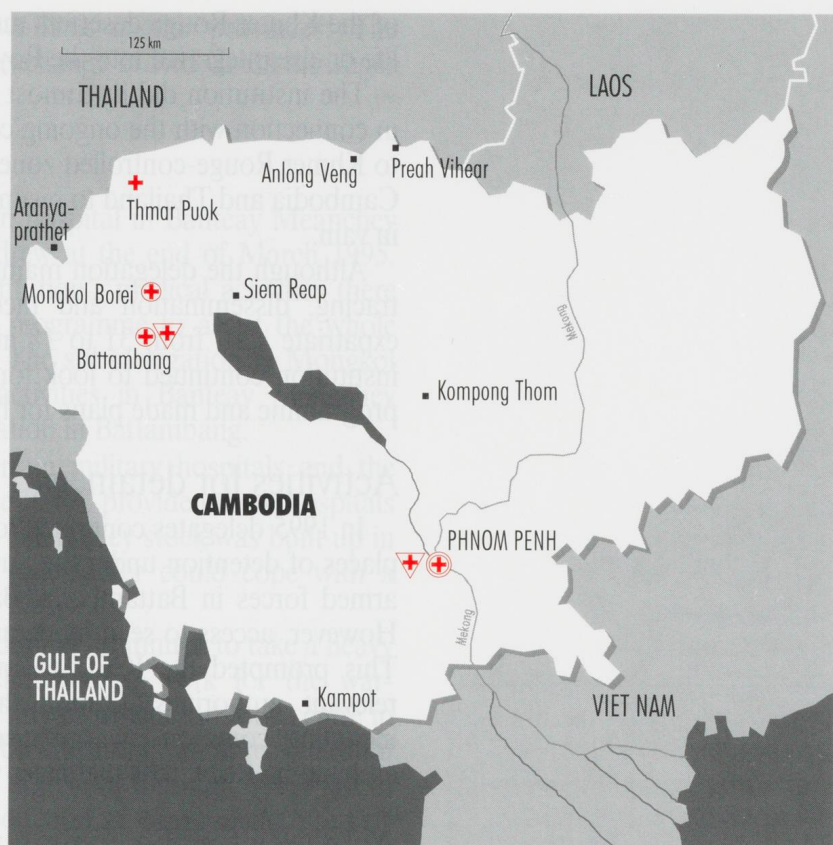 125 km
THAILAND
LAOS
Anlong Veng
Preah Vihear
Thmar Puok
Aranya-
prathet
Mongkol Borei
Siem Reap
Battambang
Mekong
Kompong Thom
CAMBODIA
PHNOM PENH
Mekong
GULF OF
THAILAND
Kampot
VIET NAM